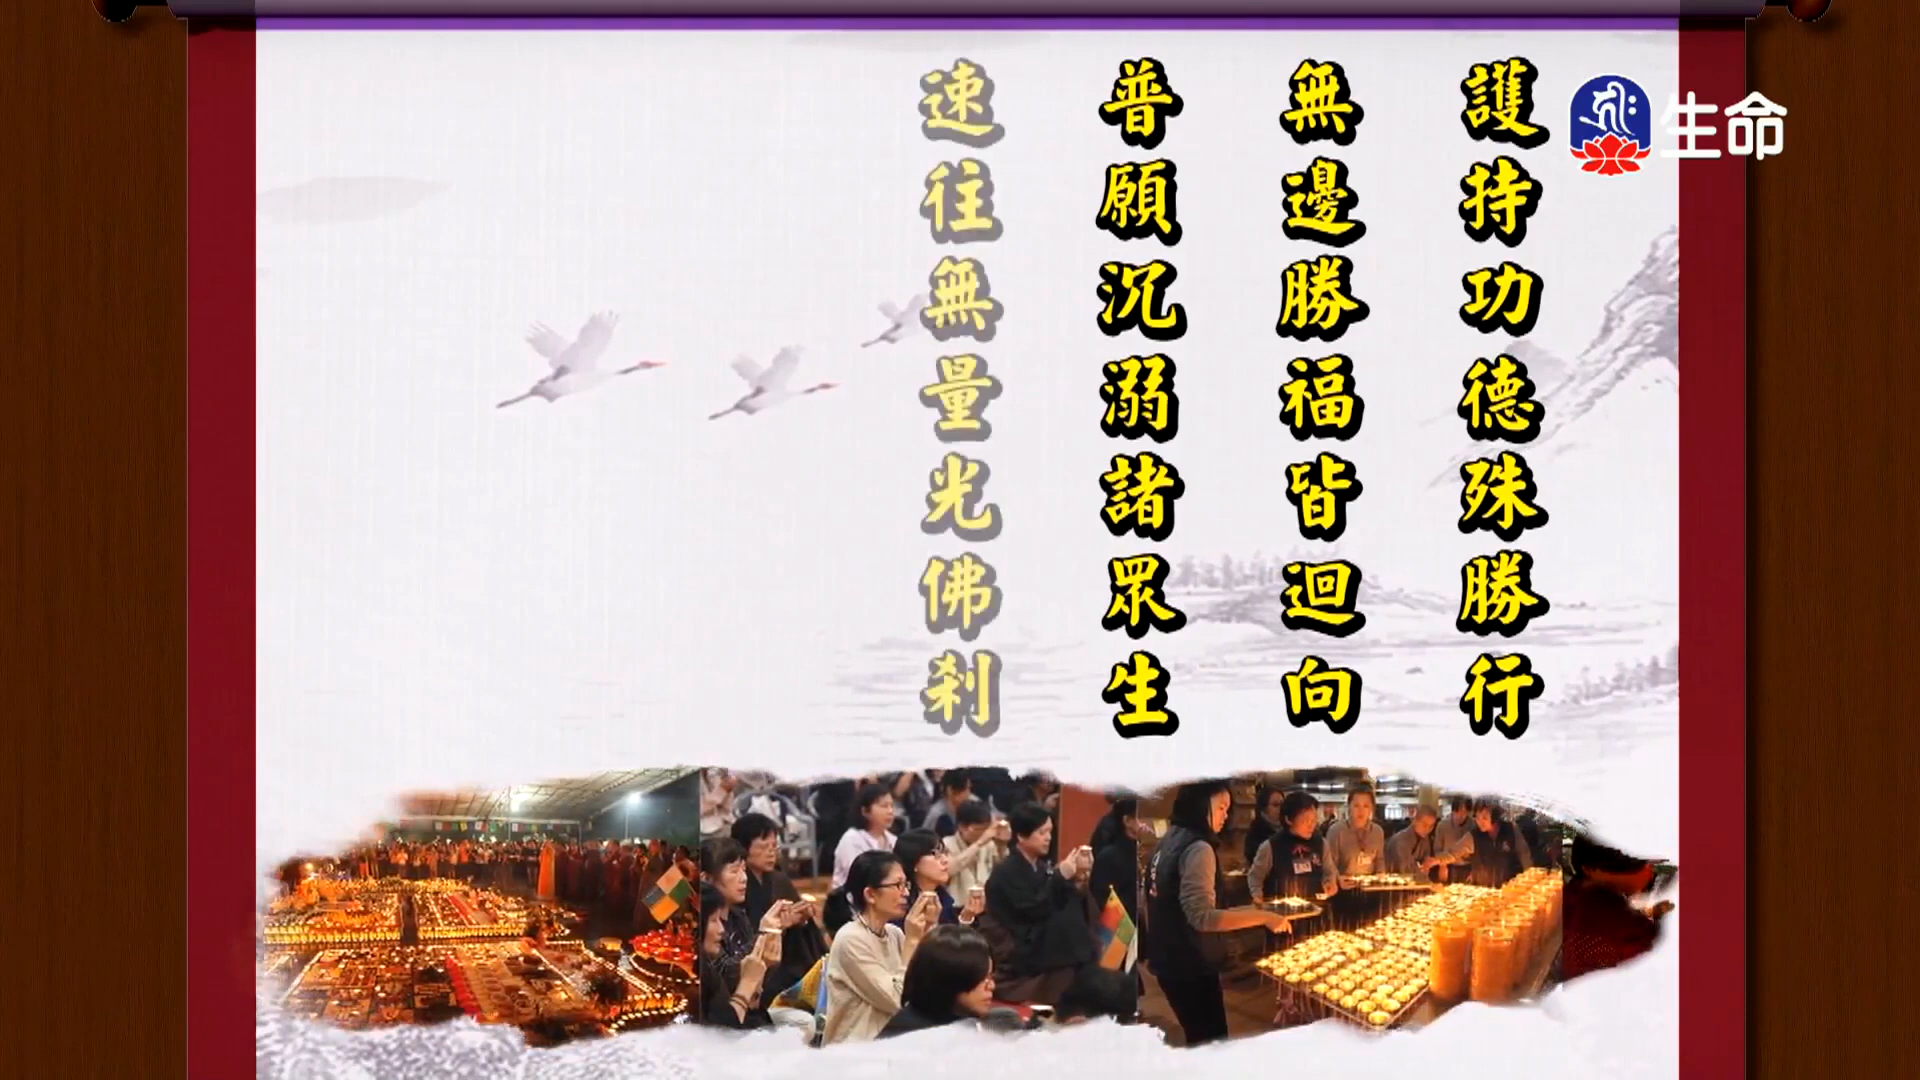 護持功德殊勝行
無邊勝福皆迴向
普願沉溺諸眾生
速往無量光佛剎
生命